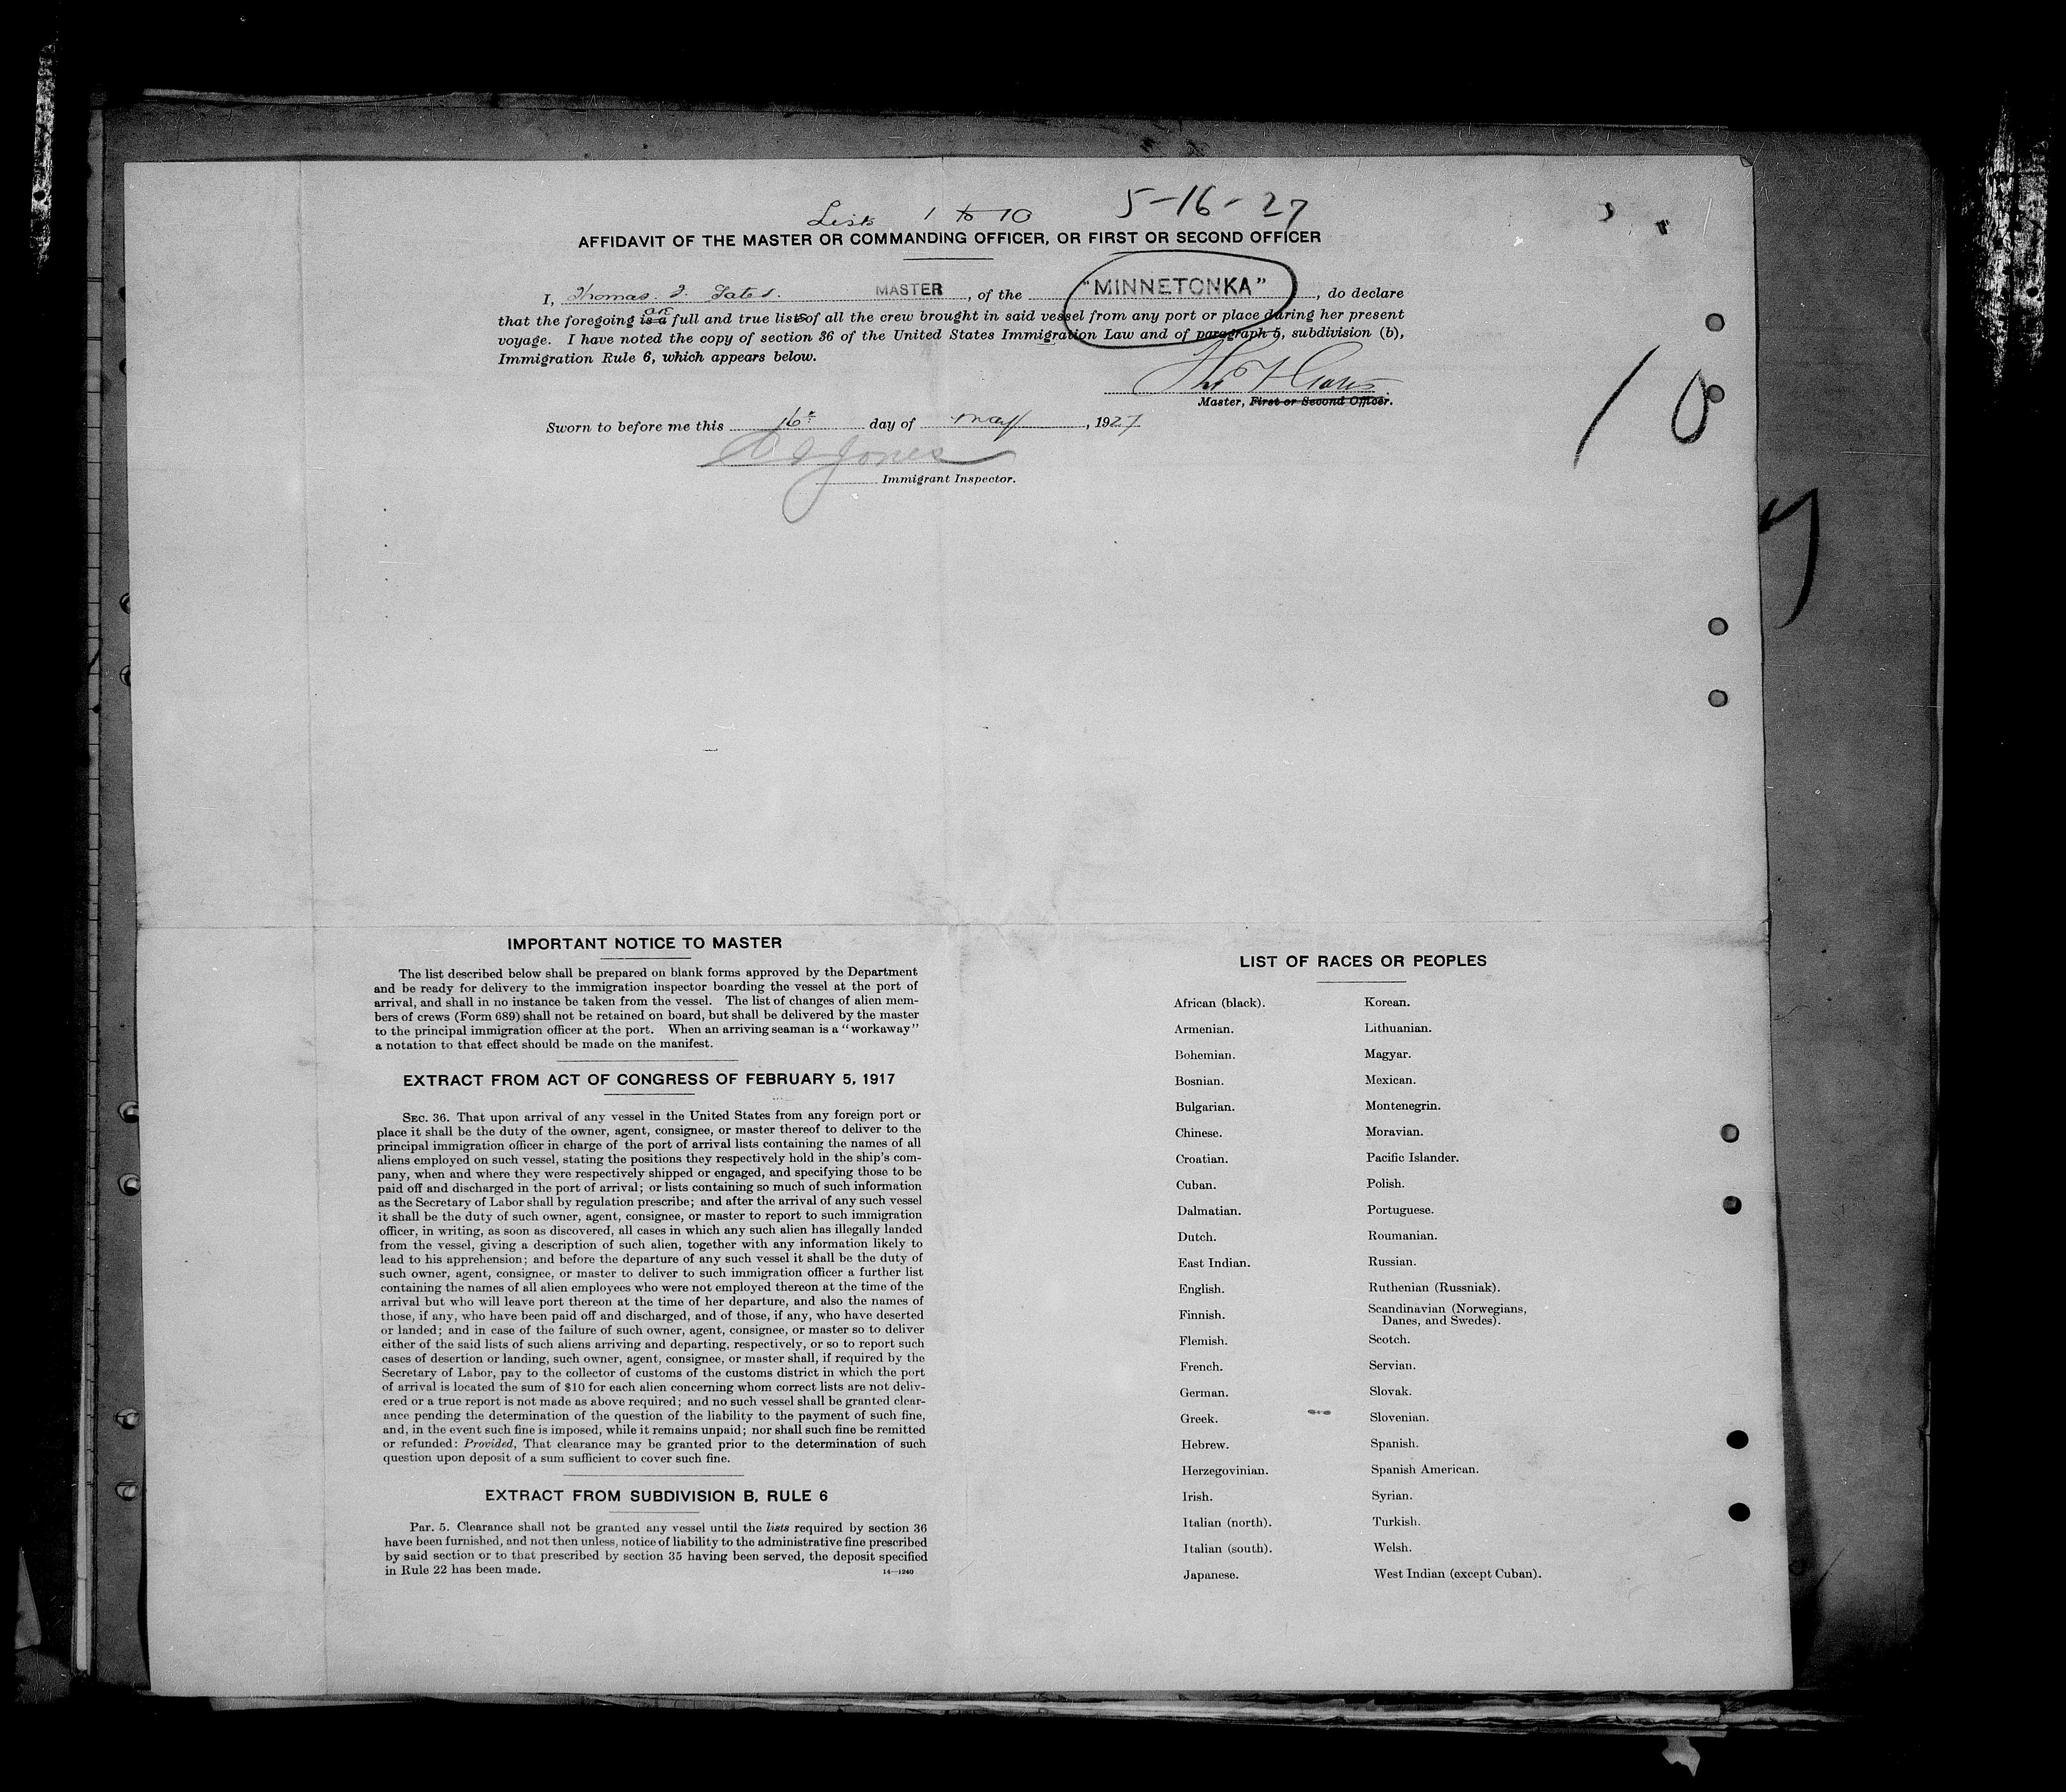 Lists 1 to 10 5-16-27
AFFIDAVIT OF THE MASTER OR COMMANDING OFFICER, OR FIRST OR SECOND OFFICER
I, Thomas. F. Gates. MASTER, of the "MINNETONKA", do declare
that the foregoing is a are full and true lists of all the crew brought in said vessel from any port or place during her present
voyage. I have noted the copy of section 36 of the United States Immigration Law and of paragraph 5, subdivision (b),
Immigration Rule 6, which appears below.
Thos F Gates
Master, First or Second Officer.
10
Sworn to before me this 16th day of May, 1927
Jones
Immigrant Inspector.
IMPORTANT NOTICE TO MASTER
The list described below shall be prepared on blank forms approved by the Department
and be ready for delivery to the immigration inspector boarding the vessel at the port of
arrival, and shall in no instance be taken from the vessel. The list of changes of alien mem-
bers of crews (Form 689) shall not be retained on board, but shall be delivered by the master
to the principal immigration officer at the port. When an arriving seaman is a "workaway"
a notation to that effect should be made on the manifest.
EXTRACT FROM ACT OF CONGRESS OF FEBRUARY 5, 1917
SEC. 36. That upon arrival of any vessel in the United States from any foreign port or
place it shall be the duty of the owner, agent, consignee, or master thereof to deliver to the
principal immigration officer in charge of the port of arrival lists containing the names of all
aliens employed on such vessel, stating the positions they respectively hold in the ship's com-
pany, when and where they were respectively shipped or engaged, and specifying those to be
paid off and discharged in the port of arrival; or lists containing so much of such information
as the Secretary of Labor shall by regulation prescribe; and after the arrival of any such vessel
it shall be the duty of such owner, agent, consignee, or master to report to such immigration
officer, in writing, as soon as discovered, all cases in which any such alien has illegally landed
from the vessel, giving a description of such alien, together with any information likely to
lead to his apprehension; and before the departure of any such vessel it shall be the duty of
such owner, agent, consignee, or master to deliver to such immigration officer a further list
containing the names of all alien employees who were not employed thereon at the time of the
arrival but who will leave port thereon at the time of her departure, and also the names of
those, if any, who have been paid off and discharged, and of those, if any, who have deserted
or landed; and in case of the failure of such owner, agent, consignee, or master so to deliver
either of the said lists of such aliens arriving and departing, respectively, or so to report such
cases of desertion or landing, such owner, agent, consignee, or master shall, if required by the
Secretary of Labor, pay to the collector of customs of the customs district in which the port
of arrival is located the sum of $10 for each alien concerning whom correct lists are not deliv-
ered or a true report is not made as above required; and no such vessel shall be granted clear-
ance pending the determination of the question of the liability to the payment of such fine,
and, in the event such fine is imposed, while it remains unpaid; nor shall such fine be remitted
or refunded: Provided, That clearance may be granted prior to the determination of such
question upon deposit of a sum sufficient to cover such fine.
EXTRACT FROM SUBDIVISION B, RULE 6
Par. 5. Clearance shall not be granted any vessel until the lists required by section 36
have been furnished, and not then unless, notice of liability to the administrative fine prescribed
by said section or to that prescribed by section 35 having been served, the deposit specified
in Rule 22 has been made. 14—1240
LIST OF RACES OR PEOPLES
African (black). Korean.
Armenian. Lithuanian.
Bohemian. Magyar.
Bosnian. Mexican.
Bulgarian. Montenegrin.
Chinese. Moravian.
Croatian. Pacific Islander.
Cuban. Polish.
Dalmatian. Portuguese.
Dutch. Roumanian.
East Indian. Russian.
English. Ruthenian (Russniak).
Finnish. Scandinavian (Norwegians,
Danes, and Swedes).
Flemish. Scotch.
French. Servian.
German. Slovak.
Greek. Slovenian.
Hebrew. Spanish.
Herzegovinian. Spanish American.
Irish. Syrian.
Italian (north). Turkish.
Italian (south). Welsh.
Japanese. West Indian (except Cuban).